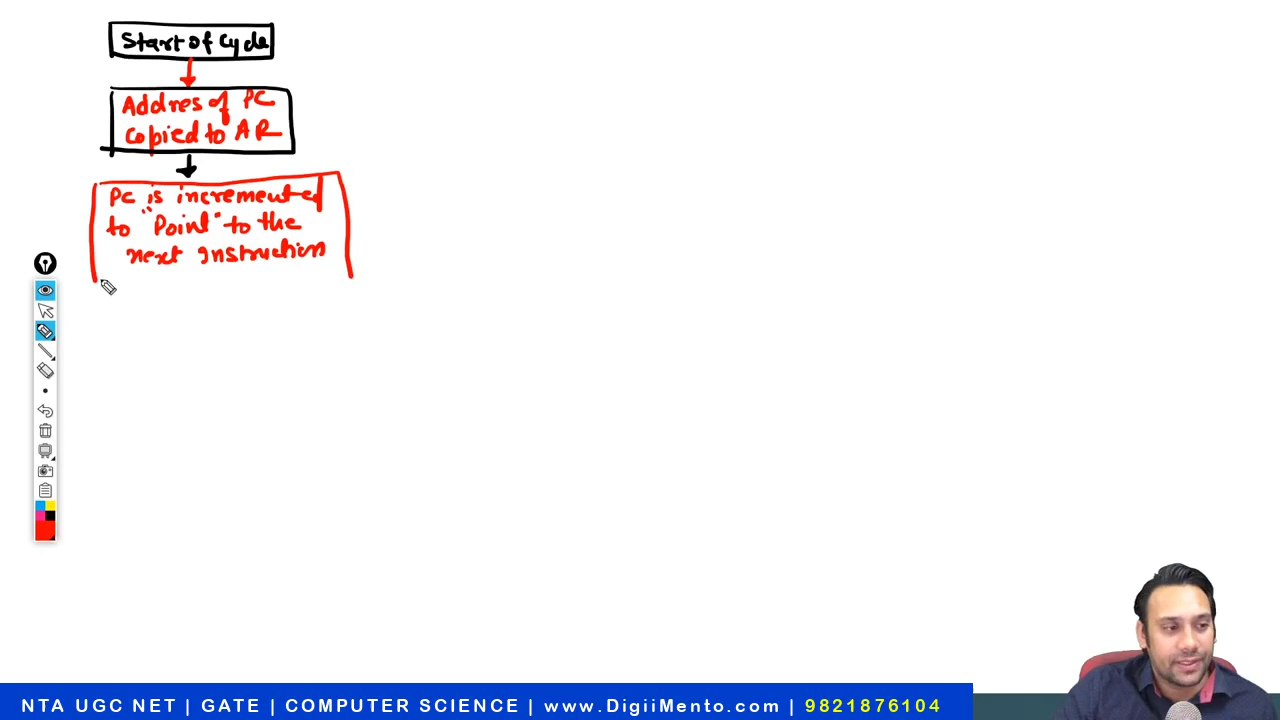 Start of Cycle
Addres of PC
Copied to AR
PC is incremented
to "Point" to the
next instruction
NTA UGC NET | GATE | COMPUTER SCIENCE | www.DigiiMento.com | 9821876104